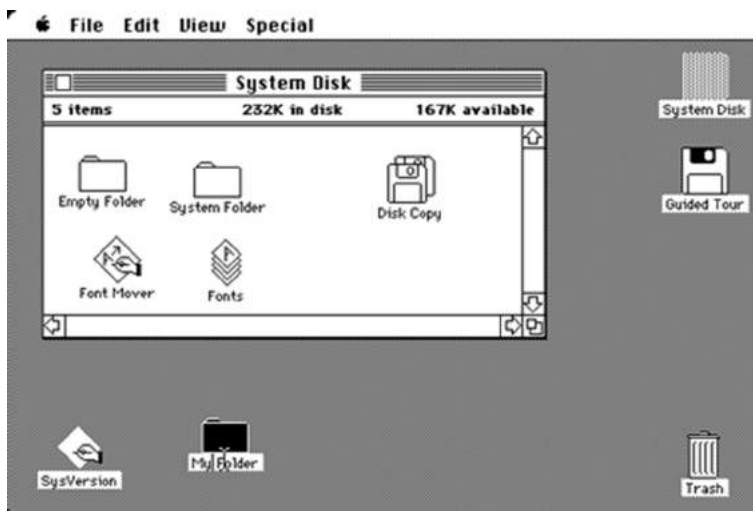 File Edit View Special
System Disk
5 items 232K in disk 167K available
Empty Folder System Folder Disk Copy
Font Mover Fonts
System Disk
Guided Tour
SysVersion
My Folder
Trash